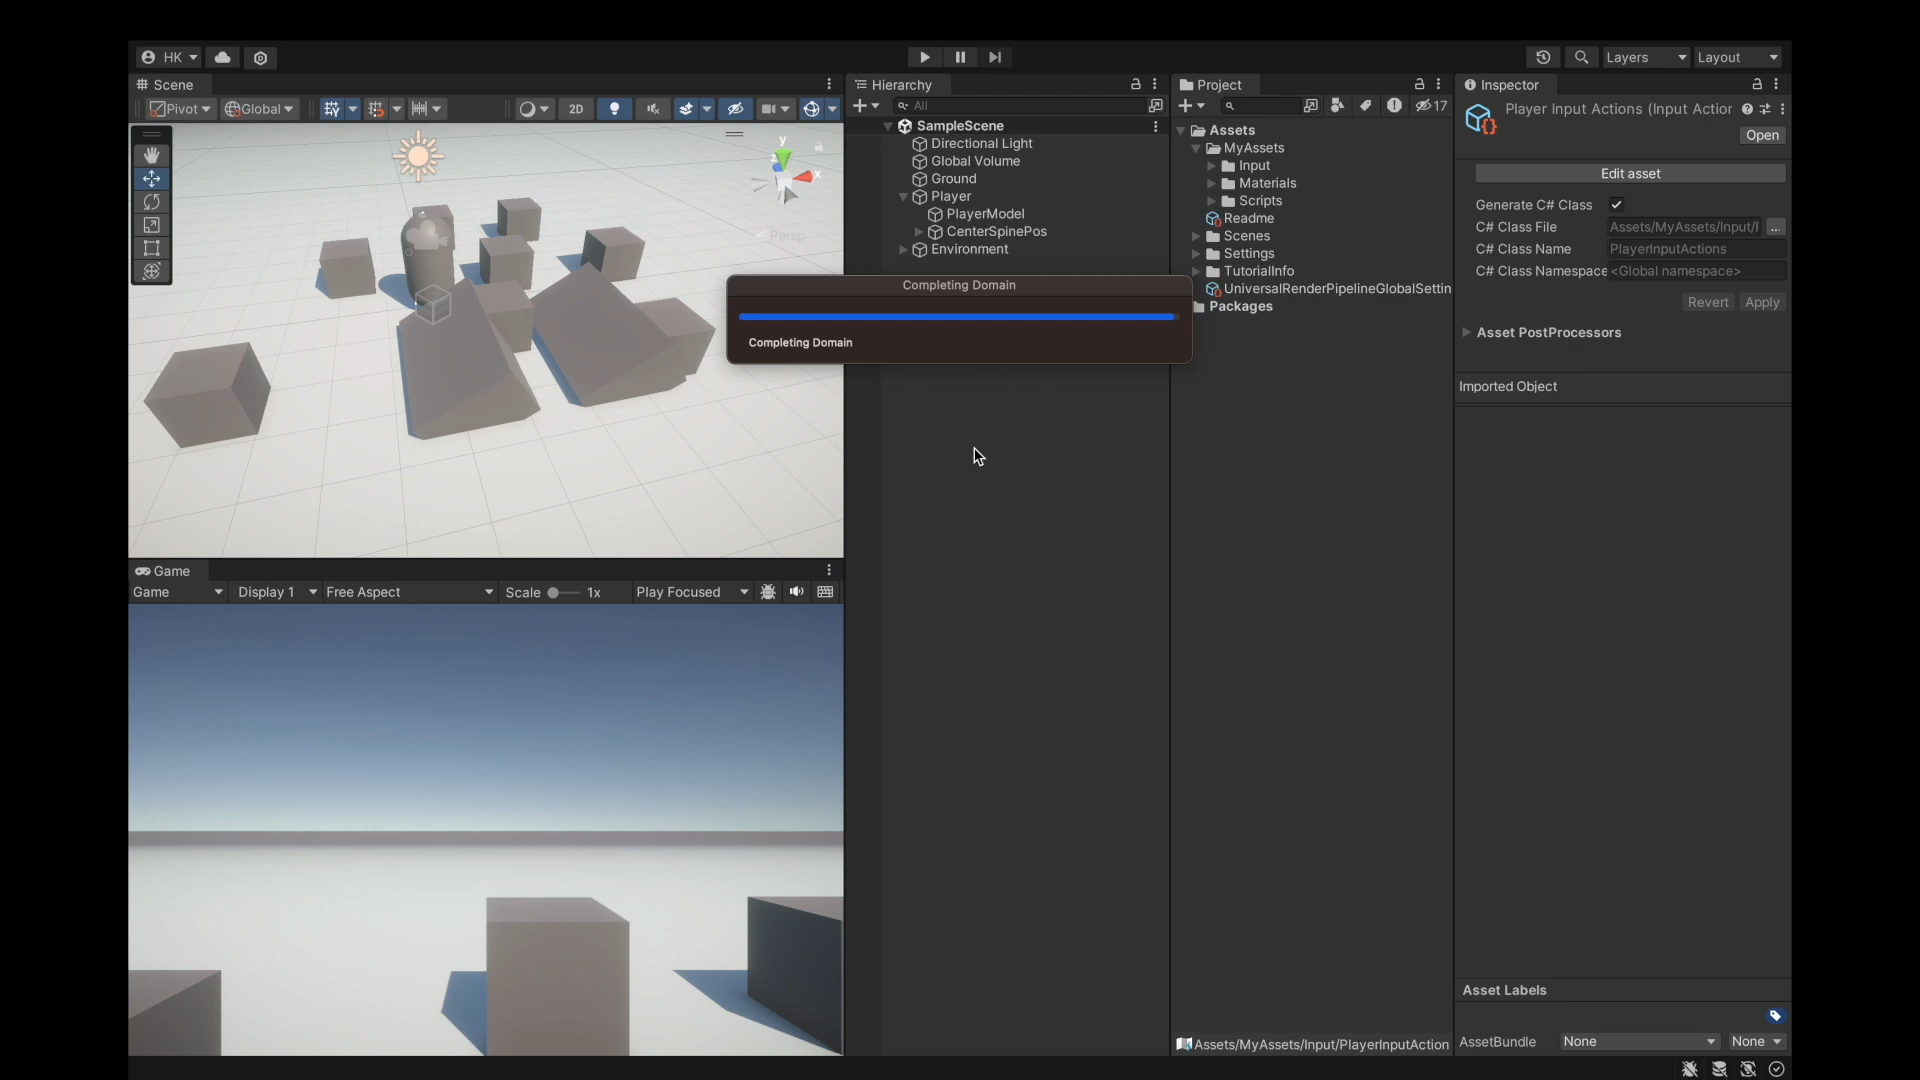 HK
Layers
Layout
Scene
Pivot
Global
2D
y
z
x
Persp
Hierarchy
All
SampleScene
Directional Light
Global Volume
Ground
Player
PlayerModel
CenterSpinePos
Environment
Project
17
Assets
MyAssets
Input
Materials
Scripts
Readme
Scenes
Settings
TutorialInfo
UniversalRenderPipelineGlobalSettin
Packages
Completing Domain
Completing Domain
Inspector
Player Input Actions (Input Action
Open
Edit asset
Generate C# Class
C# Class File
Assets/MyAssets/Input/
...
C# Class Name
PlayerInputActions
C# Class Namespace
<Global namespace>
Revert
Apply
Asset PostProcessors
Imported Object
Game
Game
Display 1
Free Aspect
Scale
1x
Play Focused
Assets/MyAssets/Input/PlayerInputAction
Asset Labels
AssetBundle
None
None